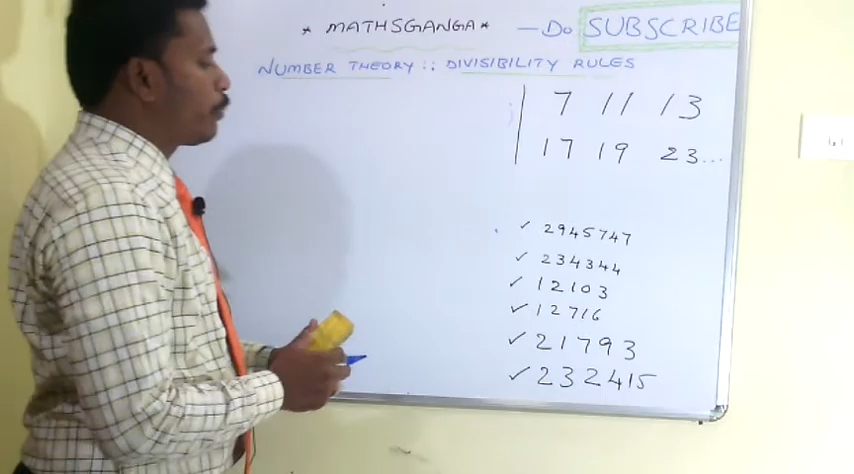 * MATHSGANGA* — Do SUBSCRIBE
NUMBER THEORY :: DIVISIBILITY RULES
7 11 13
17 19 23...
✓ 2945747
✓ 234344
✓ 12103
✓ 12716
✓ 21793
✓ 232415